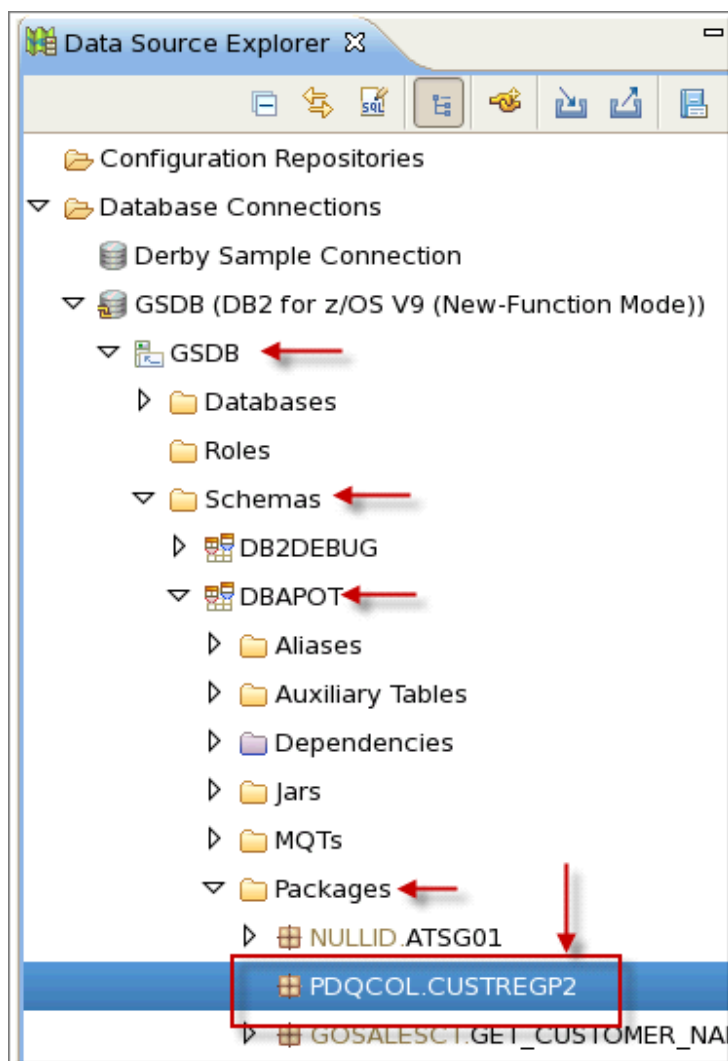 Data Source Explorer
SQL
Configuration Repositories
Database Connections
Derby Sample Connection
GSDB (DB2 for z/OS V9 (New-Function Mode))
GSDB
Databases
Roles
Schemas
DB2DEBUG
DBAPOT
Aliases
Auxiliary Tables
Dependencies
Jars
MQTs
Packages
NULLID.ATSG01
PDQCOL.CUSTREGP2
GOSALESCT.GET_CUSTOMER_NA